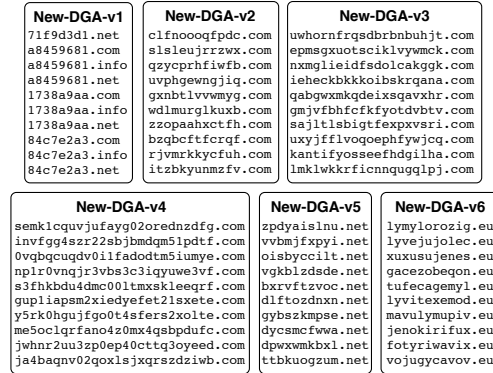 New-DGA-v1
71f9d3d1.net
a8459681.com
a8459681.info
a8459681.net
1738a9aa.com
1738a9aa.info
1738a9aa.net
84c7e2a3.com
84c7e2a3.info
84c7e2a3.net
New-DGA-v2
clfnoooqfpdc.com
slsleujrrzwx.com
qzycprhfiwfb.com
uvphgewngjiq.com
gxnbtlvvwmyg.com
wdlmurglkuxb.com
zzopaahxctfh.com
bzqbcftfcrqf.com
rjvmrkkycfuh.com
itzbkyunmzfv.com
New-DGA-v3
uwhornfrqsdbrbnbuhjt.com
epmsgxuotsciklvywmck.com
nxmglieidfsdolcakggk.com
ieheckbkkkoibskrqana.com
qabgwxmkqdeixsqavxhr.com
gmjvfbhfcfkfyotdvbtv.com
sajltlsbigtfexpxvsri.com
uxyjfflvoqoephfywjcq.com
kantifyosseefhdgilha.com
lmklwkkrficnnqugqlpj.com
New-DGA-v4
semk1cquvjufayg02orednzdfg.com
invfgg4szr22sbjbmdqm51pdtf.com
0vqbqcuqdv0i1fadodtm5iumye.com
np1r0vnqjr3vbs3c3iqyuwe3vf.com
s3fhkbdu4dmc00ltmxskleeqrf.com
gup1iapsm2xiedyefet21sxete.com
y5rk0hgujfgo0t4sfers2xolte.com
me5oclqrfano4z0mx4qsbpdufc.com
jwhnr2uu3zp0ep40cttq3oyeed.com
ja4baqnv02qoxlsjxqrszdziwb.com
New-DGA-v5
zpdyaislnu.net
vvbmjfxpyi.net
oisbyccilt.net
vgkblzdsde.net
bxrvftzvoc.net
dlftozdnxn.net
gybszkmpse.net
dycsmcfwwa.net
dpwxwmkbxl.net
ttbkuogzum.net
New-DGA-v6
lymylorozig.eu
lyvejujolec.eu
xuxusujenes.eu
gacezobeqon.eu
tufecagemyl.eu
lyvitexemod.eu
mavulymupiv.eu
jenokirifux.eu
fotyriwavix.eu
vojugycavov.eu